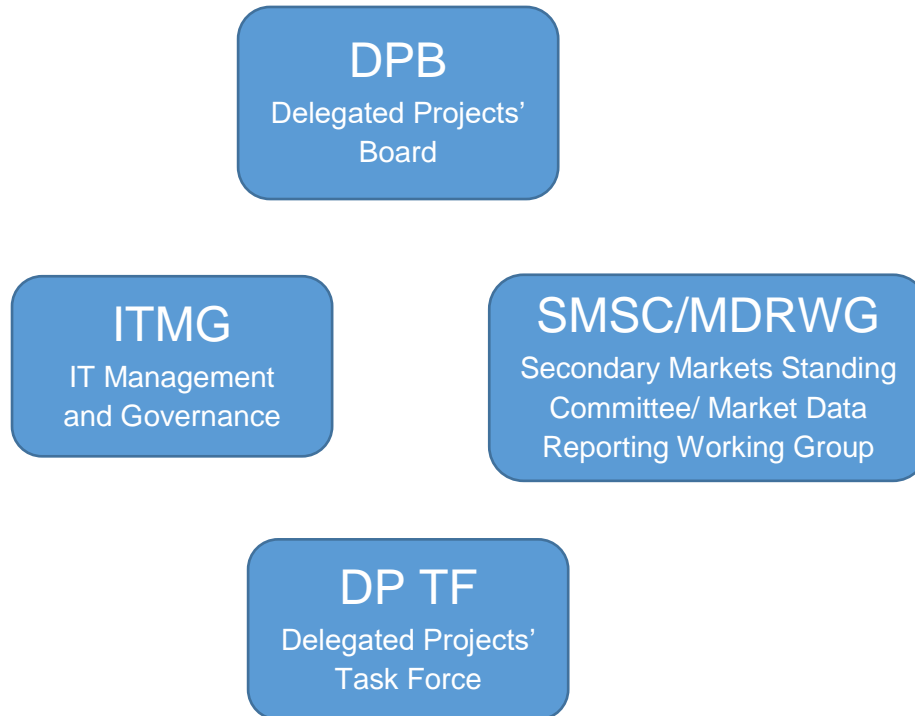 DPB
Delegated Projects’
Board
ITMG
IT Management
and Governance
SMSC/MDRWG
Secondary Markets Standing
Committee/ Market Data
Reporting Working Group
DP TF
Delegated Projects’
Task Force